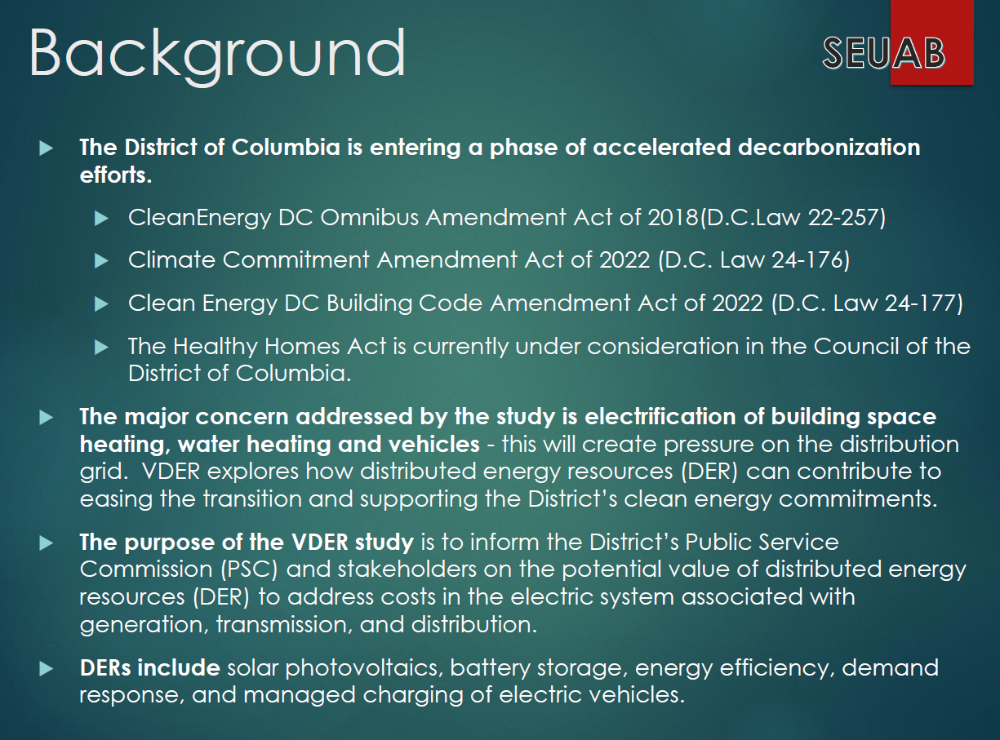 Background
SEUAB
The District of Columbia is entering a phase of accelerated decarbonization
efforts.
CleanEnergy DC Omnibus Amendment Act of 2018(D.C.Law 22-257)
Climate Commitment Amendment Act of 2022 (D.C. Law 24-176)
Clean Energy DC Building Code Amendment Act of 2022 (D.C. Law 24-177)
The Healthy Homes Act is currently under consideration in the Council of the
District of Columbia.
The major concern addressed by the study is electrification of building space
heating, water heating and vehicles - this will create pressure on the distribution
grid.  VDER explores how distributed energy resources (DER) can contribute to
easing the transition and supporting the District's clean energy commitments.
The purpose of the VDER study is to inform the District's Public Service
Commission (PSC) and stakeholders on the potential value of distributed energy
resources (DER) to address costs in the electric system associated with
generation, transmission, and distribution.
DERs include solar photovoltaics, battery storage, energy efficiency, demand
response, and managed charging of electric vehicles.